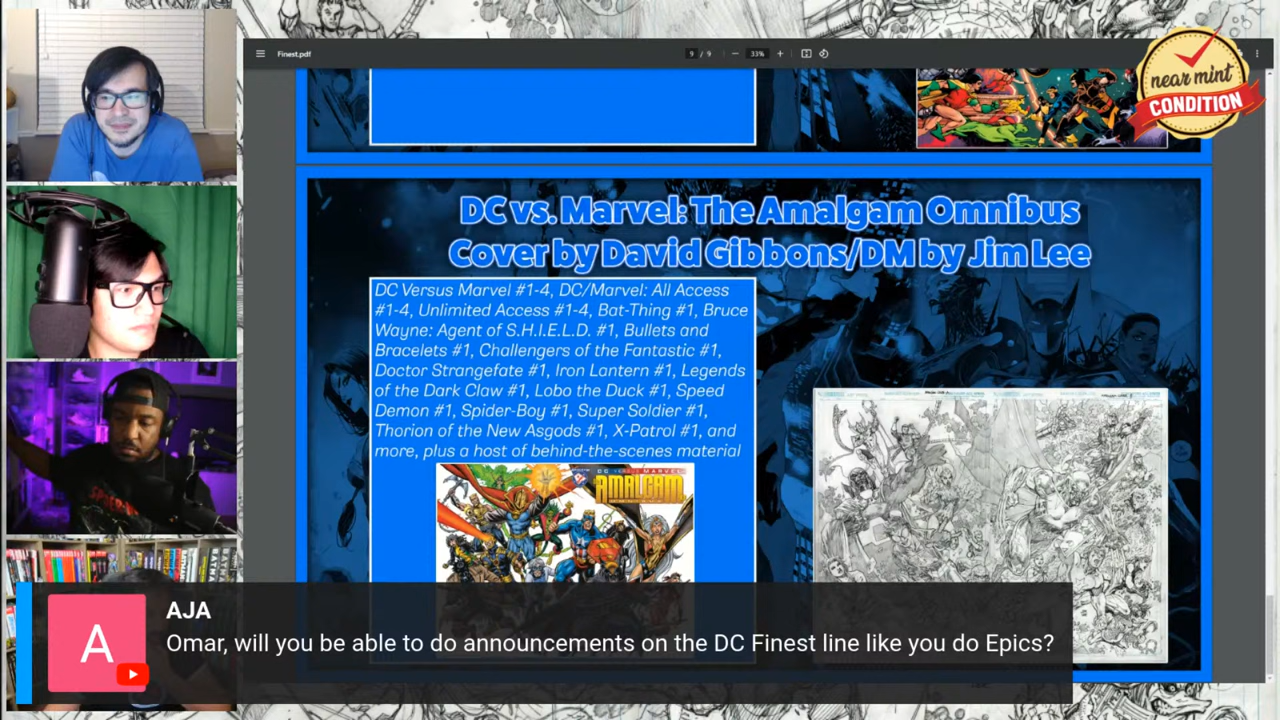 Finest.pdf
9 / 9
33%
near mint
CONDITION
DC vs. Marvel: The Amalgam Omnibus
Cover by David Gibbons/DM by Jim Lee
DC Versus Marvel #1-4, DC/Marvel: All Access
#1-4, Unlimited Access #1-4, Bat-Thing #1, Bruce
Wayne: Agent of S.H.I.E.L.D. #1, Bullets and
Bracelets #1, Challengers of the Fantastic #1,
Doctor Strangefate #1, Iron Lantern #1, Legends
of the Dark Claw #1, Lobo the Duck #1, Speed
Demon #1, Spider-Boy #1, Super Soldier #1,
Thorion of the New Asgods #1, X-Patrol #1, and
more, plus a host of behind-the-scenes material
DC VERSUS MARVEL
AMALGAM
A
AJA
Omar, will you be able to do announcements on the DC Finest line like you do Epics?